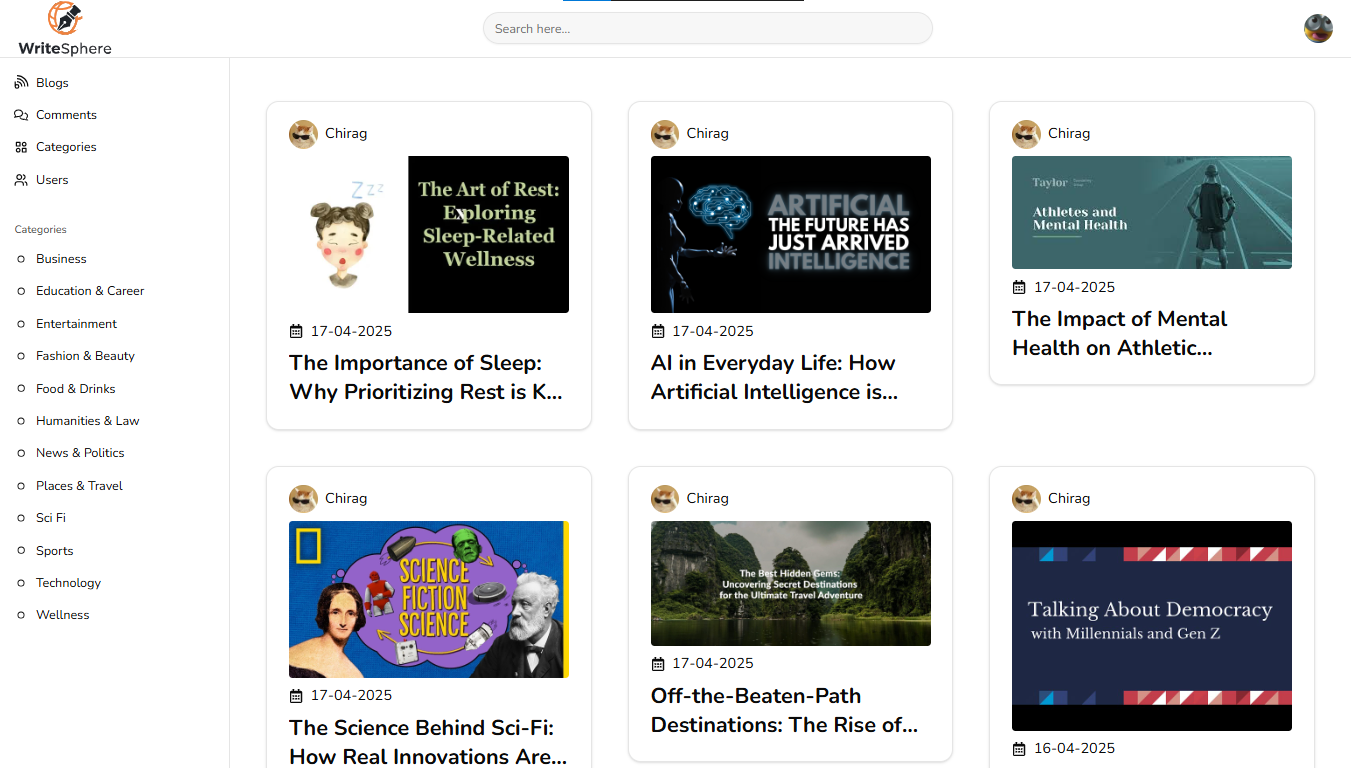 WriteSphere
Search here...
Blogs
Comments
Categories
Users
Categories
Business
Education & Career
Entertainment
Fashion & Beauty
Food & Drinks
Humanities & Law
News & Politics
Places & Travel
Sci Fi
Sports
Technology
Wellness
Chirag
Zzz
The Art of Rest:
Exploring
Sleep-Related
Wellness
17-04-2025
The Importance of Sleep:
Why Prioritizing Rest is K...
Chirag
ARTIFICIAL
THE FUTURE HAS
JUST ARRIVED
INTELLIGENCE
17-04-2025
AI in Everyday Life: How
Artificial Intelligence is...
Chirag
Taylor
Athletes and
Mental Health
17-04-2025
The Impact of Mental
Health on Athletic...
Chirag
SCIENCE
FICTION
SCIENCE
17-04-2025
The Science Behind Sci-Fi:
How Real Innovations Are...
Chirag
The Best Hidden Gems:
Uncovering Secret Destinations
for the Ultimate Travel Adventure
17-04-2025
Off-the-Beaten-Path
Destinations: The Rise of...
Chirag
Talking About Democracy
with Millennials and Gen Z
16-04-2025